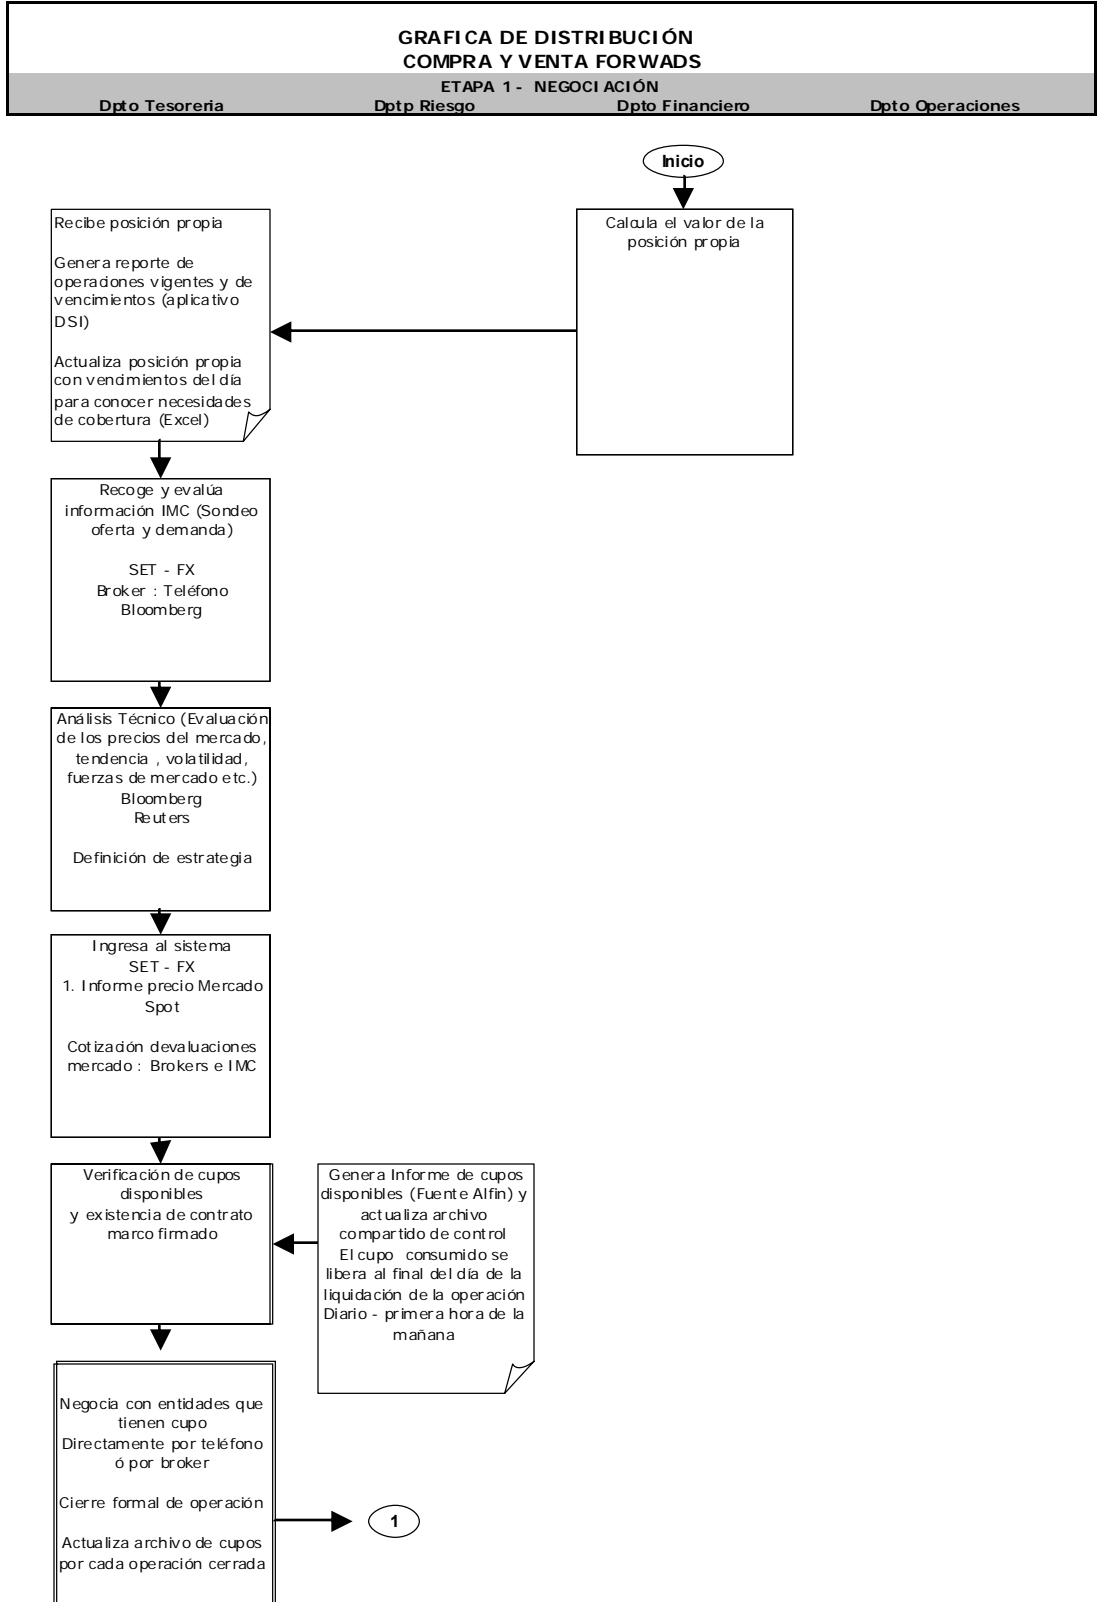 GRAFICA DE DISTRIBUCIÓN
COMPRA Y VENTA FORWADS
ETAPA 1 - NEGOCIACIÓN
Dpto Tesoreria Dptp Riesgo Dpto Financiero Dpto Operaciones
Inicio
Calcula el valor de la
posición propia
Recibe posición propia
Genera reporte de
operaciones vigentes y de
vencimientos (aplicativo
DSI)
Actualiza posición propia
con vencimientos del día
para conocer necesidades
de cobertura (Excel)
Recoge y evalúa
información IMC (Sondeo
oferta y demanda)
SET - FX
Broker : Teléfono
Bloomberg
Análisis Técnico (Evaluación
de los precios del mercado,
tendencia , volatilidad,
fuerzas de mercado etc.)
Bloomberg
Reuters
Definición de estrategia
Ingresa al sistema
SET - FX
1. Informe precio Mercado
Spot
Cotización devaluaciones
mercado : Brokers e IMC
Verificación de cupos
disponibles
y existencia de contrato
marco firmado
Genera Informe de cupos
disponibles (Fuente Alfin) y
actualiza archivo
compartido de control
El cupo consumido se
libera al final del día de la
liquidación de la operación
Diario - primera hora de la
mañana
Negocia con entidades que
tienen cupo
Directamente por teléfono
ó por broker
Cierre formal de operación
Actualiza archivo de cupos
por cada operación cerrada
1